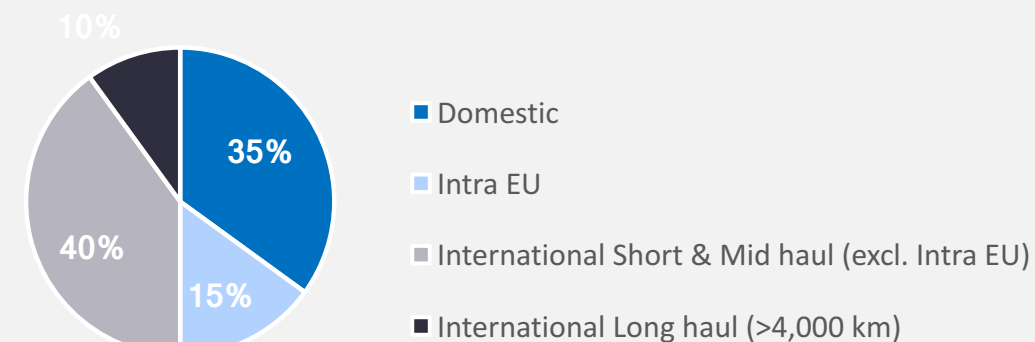 10%
35%
40%
15%
Domestic
Intra EU
International Short & Mid haul (excl. Intra EU)
International Long haul (>4,000 km)